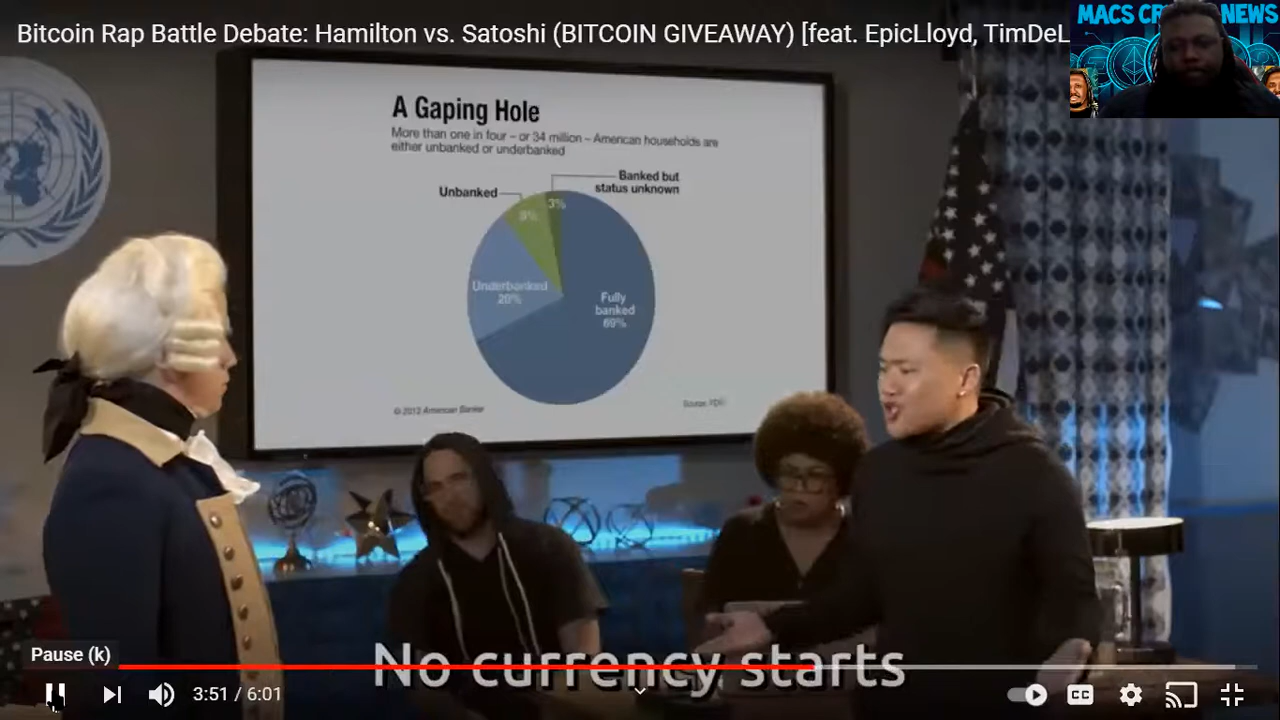 Bitcoin Rap Battle Debate: Hamilton vs. Satoshi (BITCOIN GIVEAWAY) [feat. EpicLloyd, TimDeL
MACS CR NEWS
A Gaping Hole
More than one in four – or 34 million – American households are
either unbanked or underbanked
Banked but
status unknown
Unbanked
3%
8%
Underbanked
20%
Fully
banked
69%
© 2012 American Banker
Source: FDIC
No currency starts
Pause (k)
3:51 / 6:01
CC